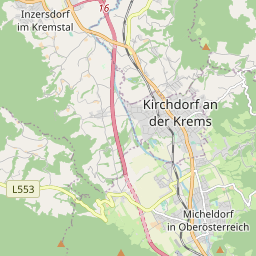 16
Inzersdorf
im Kremstal
Kirchdorf an
der Krems
L553
Micheldorf
in Oberösterreich